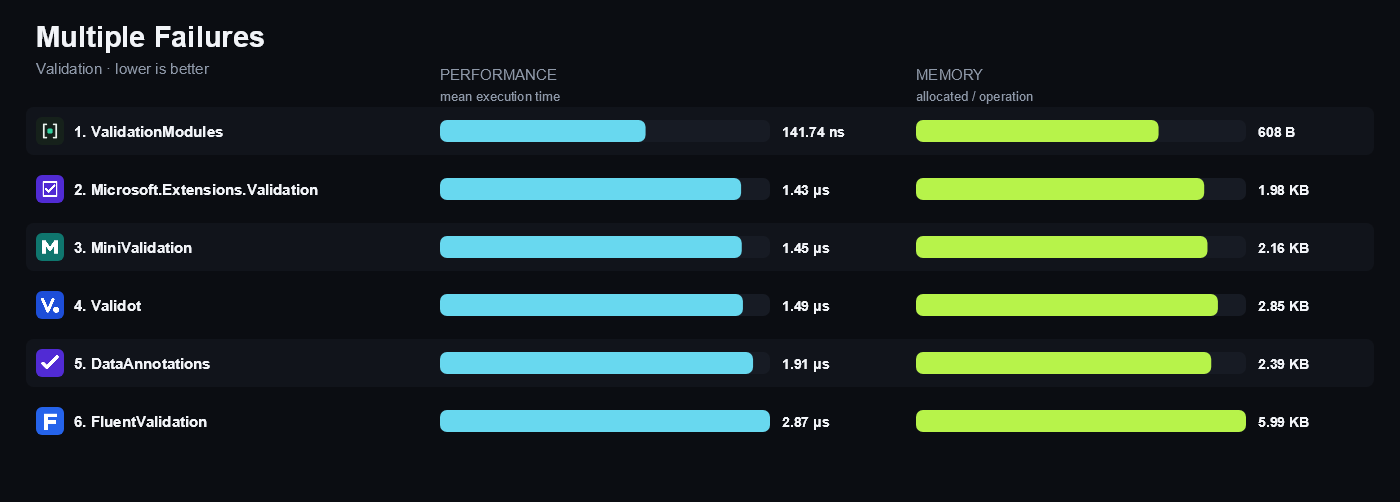 Multiple Failures
Validation · lower is better
PERFORMANCE
mean execution time
MEMORY
allocated / operation
1. ValidationModules 141.74 ns 608 B
2. Microsoft.Extensions.Validation 1.43 µs 1.98 KB
M 3. MiniValidation 1.45 µs 2.16 KB
V. 4. Validot 1.49 µs 2.85 KB
5. DataAnnotations 1.91 µs 2.39 KB
F 6. FluentValidation 2.87 µs 5.99 KB